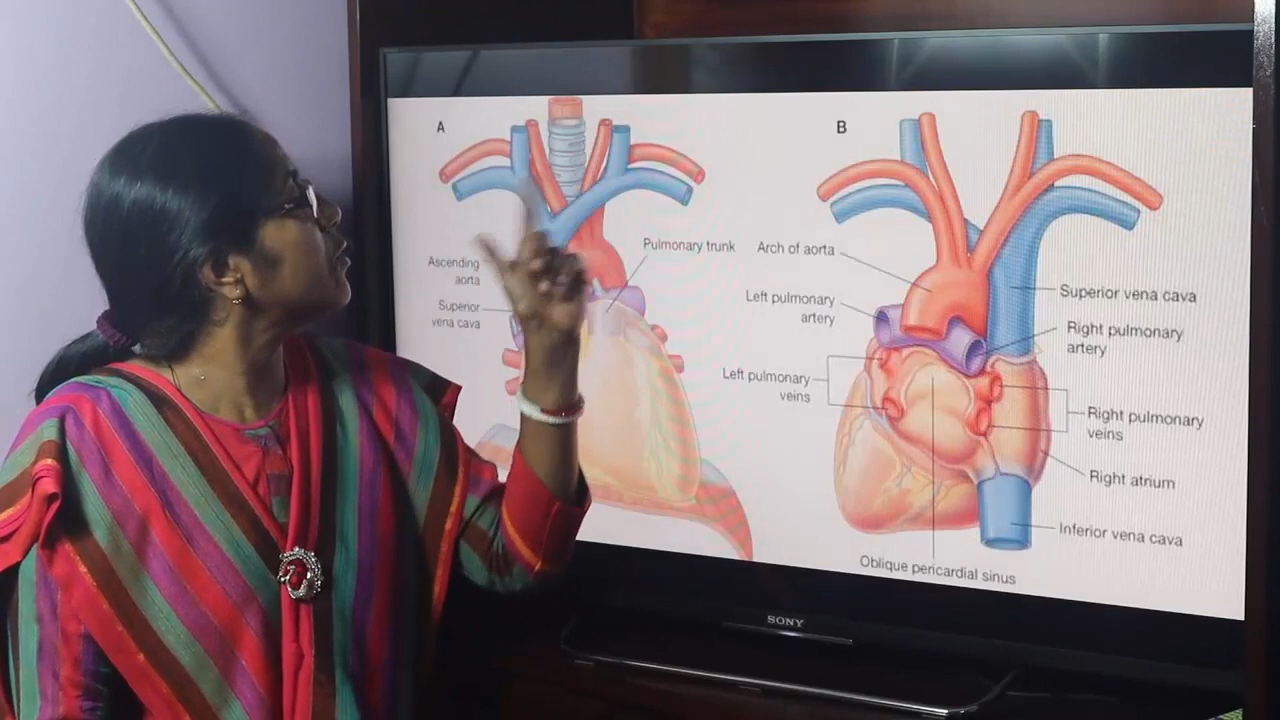 A
Pulmonary trunk
Ascending
aorta
Superior
vena cava
B
Arch of aorta
Left pulmonary
artery
Left pulmonary
veins
Superior vena cava
Right pulmonary
artery
Right pulmonary
veins
Right atrium
Inferior vena cava
Oblique pericardial sinus
SONY